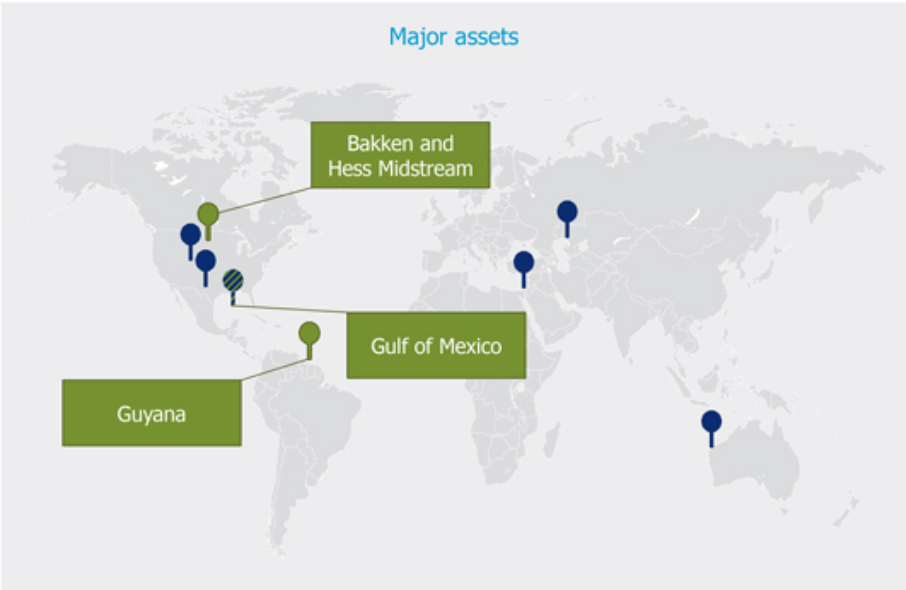 Major assets
Bakken and
Hess Midstream
Gulf of Mexico
Guyana